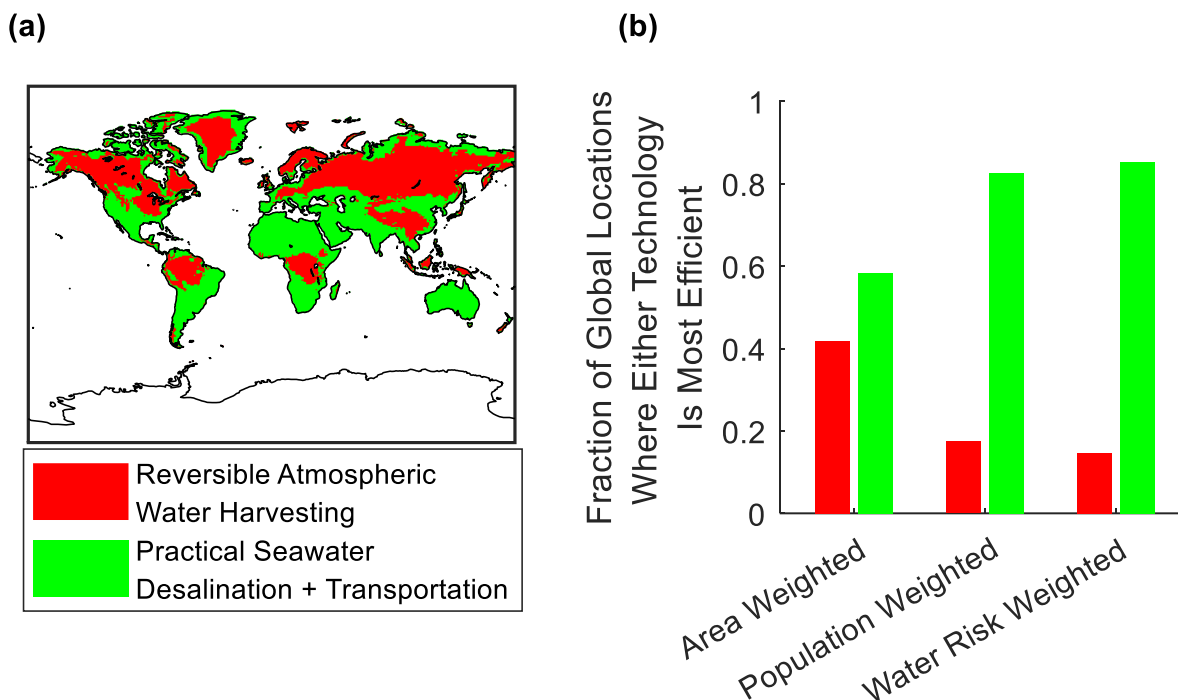 (a)
Reversible Atmospheric
Water Harvesting
Practical Seawater
Desalination + Transportation
(b)
Fraction of Global Locations
Where Either Technology
Is Most Efficient
1
0.8
0.6
0.4
0.2
0
Area Weighted
Population Weighted
Water Risk Weighted